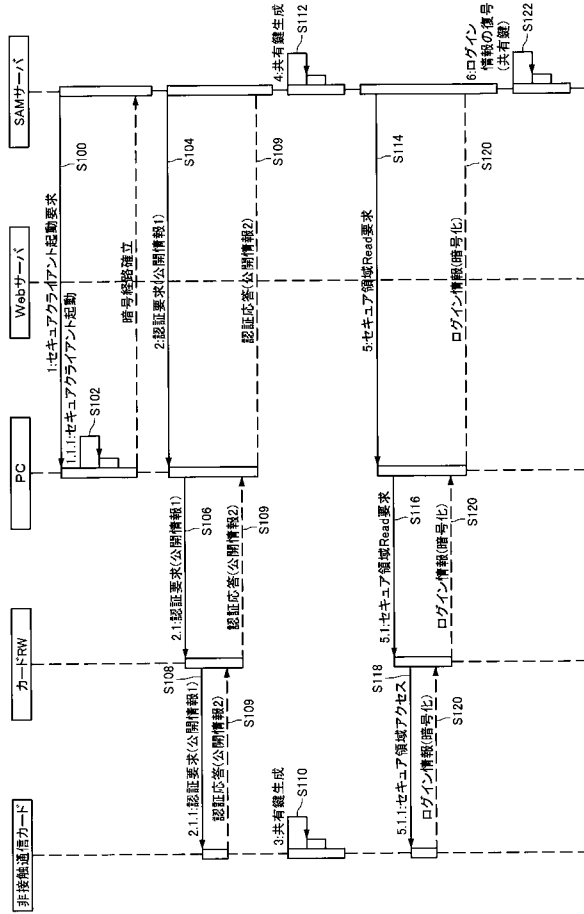 非接触通信カード
カードRW
PC
Webサーバ
SAMサーバ
1:セキュアクライアント起動要求
S100
1.1.1:セキュアクライアント起動
S102
暗号経路確立
2:認証要求(公開情報1)
S104
2.1:認証要求(公開情報1)
S106
2.1.1:認証要求(公開情報1)
S108
認証応答(公開情報2)
S109
認証応答(公開情報2)
S109
認証応答(公開情報2)
S109
3:共有鍵生成
S110
4:共有鍵生成
S112
5:セキュア領域Read要求
S114
5.1:セキュア領域Read要求
S116
5.1.1:セキュア領域アクセス
S118
ログイン情報(暗号化)
S120
ログイン情報(暗号化)
S120
ログイン情報(暗号化)
S120
6:ログイン
情報の復号
(共有鍵)
S122